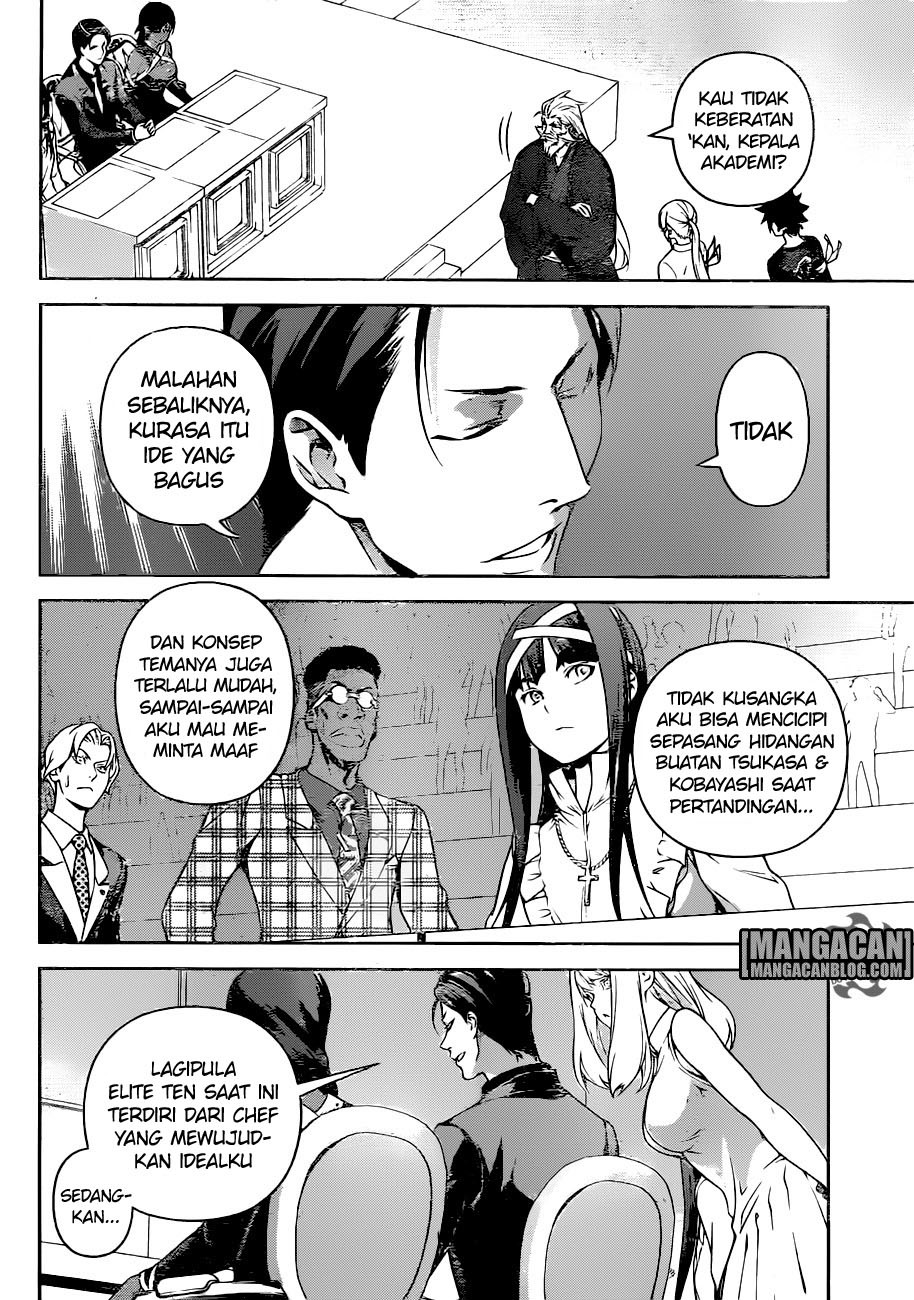 KAU TIDAK
KEBERATAN
'KAN, KEPALA
AKADEMI?
TIDAK
MALAHAN
SEBALIKNYA,
KURASA ITU
IDE YANG
BAGUS
TIDAK KUSANGKA
AKU BISA MENCICIPI
SEPASANG HIDANGAN
BUATAN TSUKASA &
KOBAYASHI SAAT
PERTANDINGAN...
DAN KONSEP
TEMANYA JUGA
TERLALU MUDAH,
SAMPAI-SAMPAI
AKU MAU ME-
MINTA MAAF
[MANGACAN]
MANGACANBLOG.COM
LAGIPULA
ELITE TEN SAAT INI
TERDIRI DARI CHEF
YANG MEWUJUD-
KAN IDEALKU
SEDANG-
KAN...